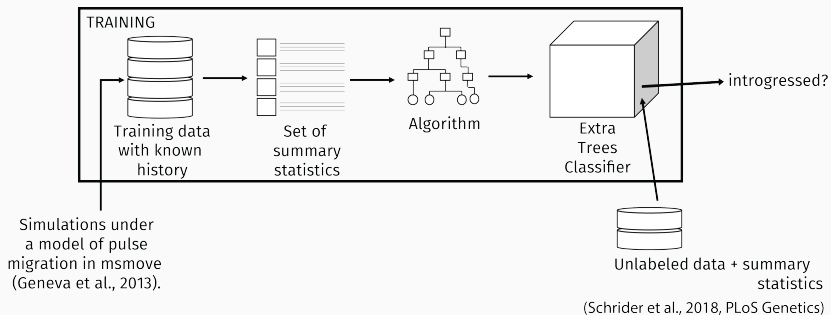 TRAINING
Training data
with known
history
Set of
summary
statistics
Algorithm
Extra
Trees
Classifier
introgressed?
Simulations under
a model of pulse
migration in msmove
(Geneva et al., 2013).
Unlabeled data + summary
statistics
(Schrider et al., 2018, PLoS Genetics)